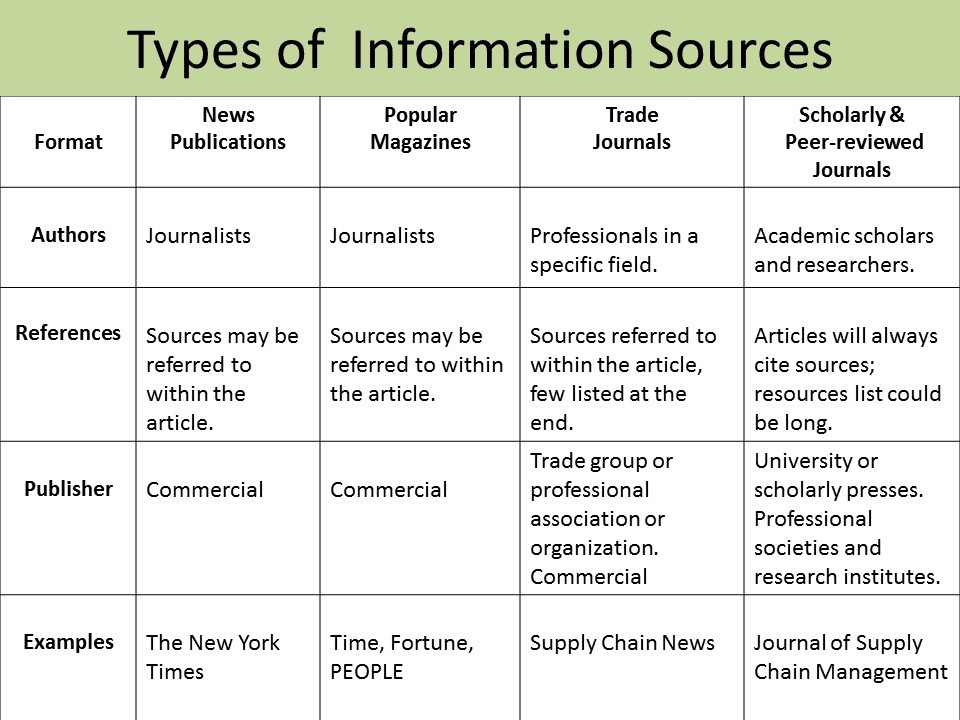 Types of Information Sources
Format
News
Publications
Popular
Magazines
Trade
Journals
Scholarly &
Peer-reviewed
Journals
Authors
Journalists
Journalists
Professionals in a
specific field.
Academic scholars
and researchers.
References
Sources may be
referred to
within the
article.
Sources may be
referred to within
the article.
Sources referred to
within the article,
few listed at the
end.
Articles will always
cite sources;
resources list could
be long.
Publisher
Commercial
Commercial
Trade group or
professional
association or
organization.
Commercial
University or
scholarly presses.
Professional
societies and
research institutes.
Examples
The New York
Times
Time, Fortune,
PEOPLE
Supply Chain News
Journal of Supply
Chain Management